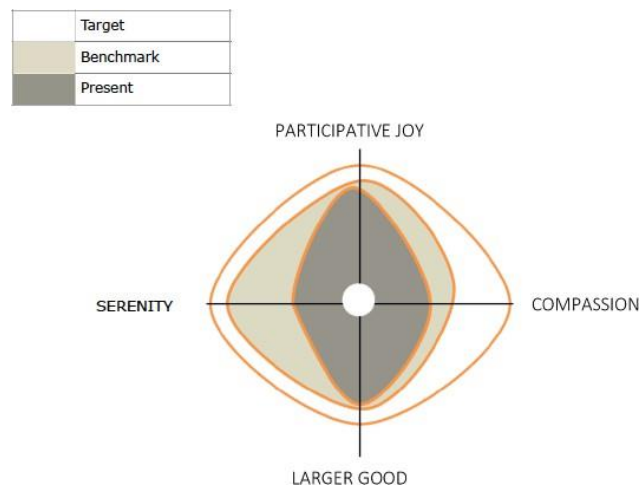 Target
Benchmark
Present
PARTICIPATIVE JOY
SERENITY
COMPASSION
LARGER GOOD